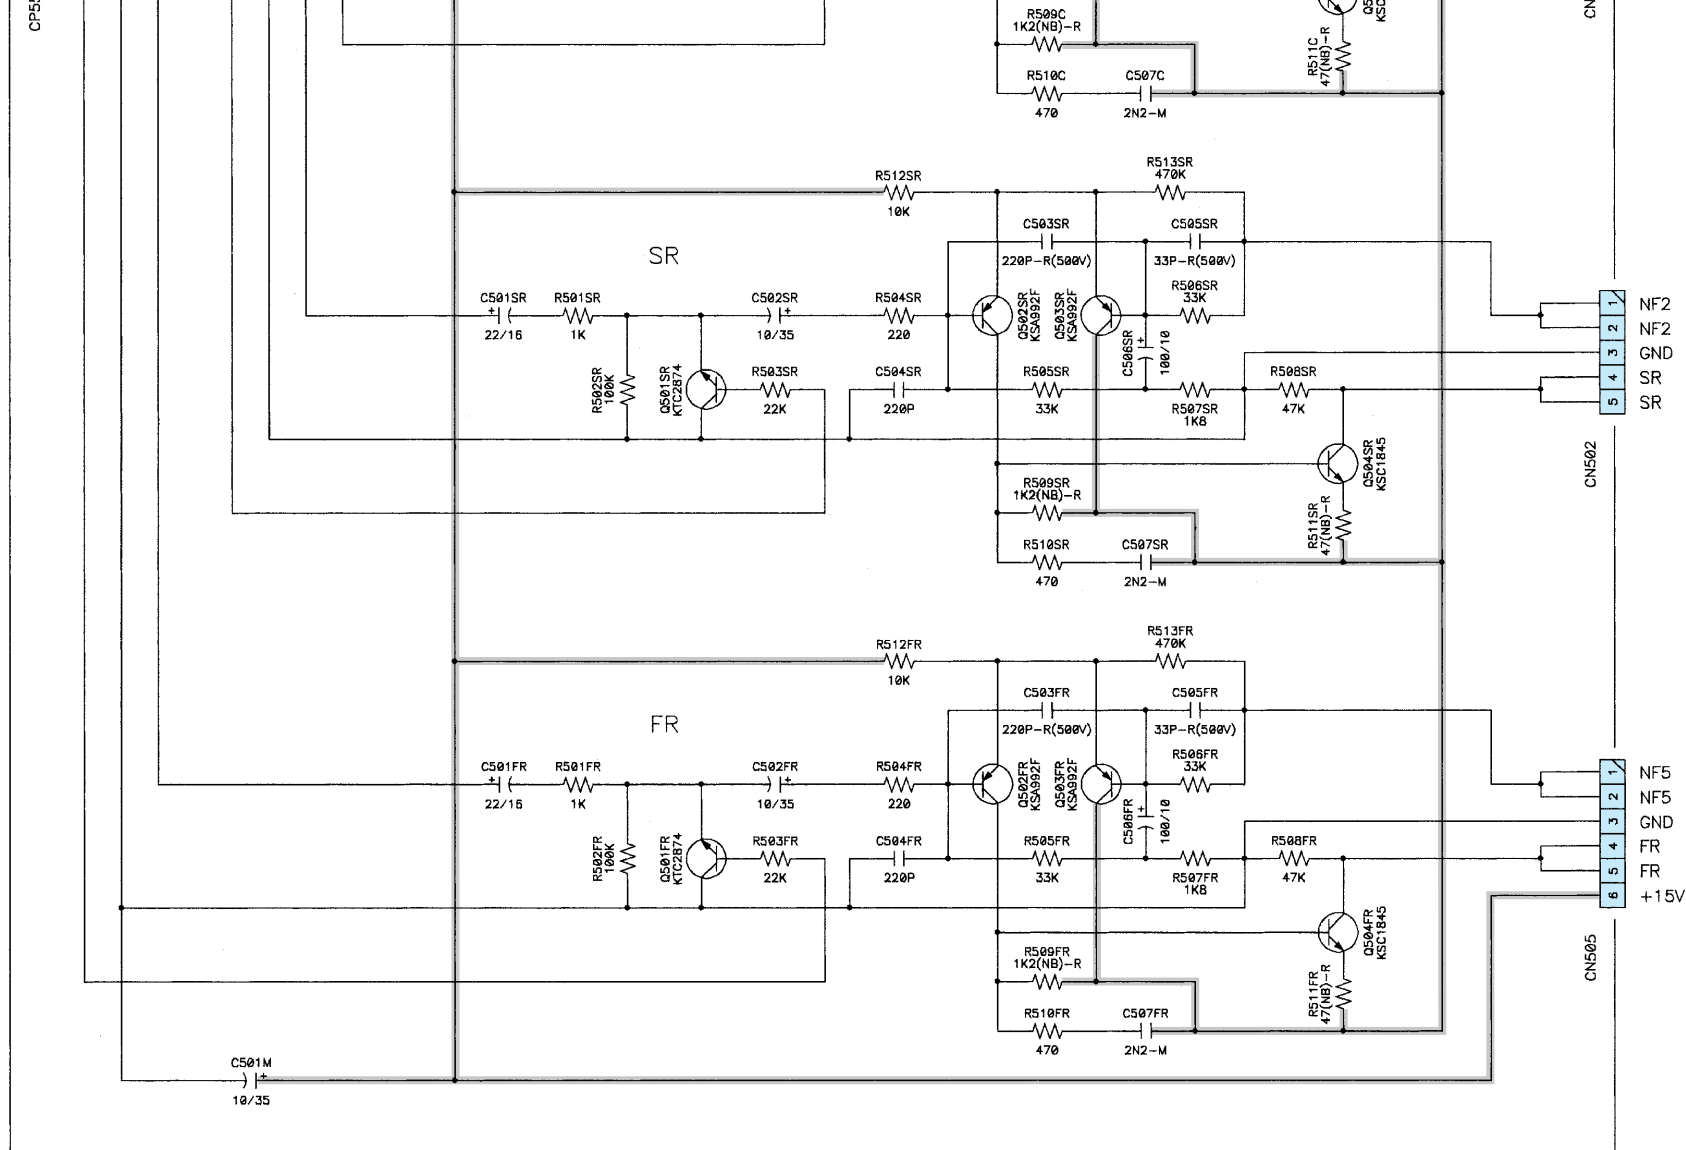 CP55
R509C
1K2(NB)-R
R510C
470
C507C
2N2-M
R511C
47(NB)-R
KSC
CN
R512SR
10K
R513SR
470K
C503SR
220P-R(500V)
C505SR
33P-R(500V)
SR
C501SR
22/16
R501SR
1K
C502SR
10/35
R504SR
220
Q502SR
KSA992F
Q503SR
KSA992F
R506SR
33K
C506SR
100/10
R502SR
100K
Q501SR
KTC2874
R503SR
22K
C504SR
220P
R505SR
33K
R507SR
1K8
R508SR
47K
1 NF2
2 NF2
3 GND
4 SR
5 SR
CN502
Q504SR
KSC1845
R509SR
1K2(NB)-R
R511SR
47(NB)-R
R510SR
470
C507SR
2N2-M
R512FR
10K
R513FR
470K
C503FR
220P-R(500V)
C505FR
33P-R(500V)
FR
C501FR
22/16
R501FR
1K
C502FR
10/35
R504FR
220
Q502FR
KSA992F
Q503FR
KSA992F
R506FR
33K
C506FR
100/10
R502FR
100K
Q501FR
KTC2874
R503FR
22K
C504FR
220P
R505FR
33K
R507FR
1K8
R508FR
47K
1 NF5
2 NF5
3 GND
4 FR
5 FR
6 +15V
CN505
Q504FR
KSC1845
R509FR
1K2(NB)-R
R511FR
47(NB)-R
R510FR
470
C507FR
2N2-M
C501M
10/35